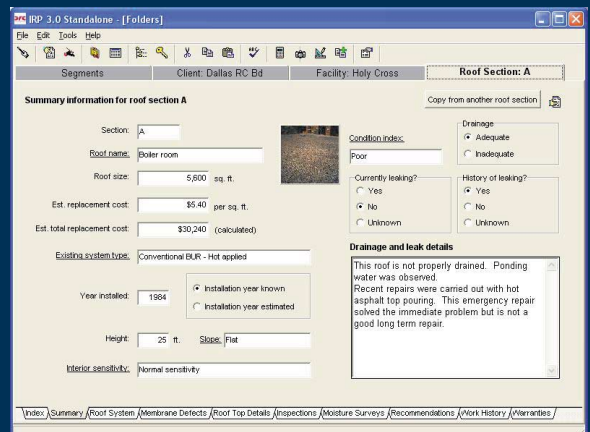 IRP 3.0 Standalone - [Folders]
File Edit Tools Help
Segments Client: Dallas RC Bd Facility: Holy Cross Roof Section: A
Summary information for roof section A
Copy from another roof section
Section: A
Roof name: Boiler room
Roof size: 5,600 sq. ft.
Est. replacement cost: $5.40 per sq. ft.
Est. total replacement cost: $30,240 (calculated)
Existing system type: Conventional BUR - Hot applied
Year installed: 1984
Installation year known
Installation year estimated
Height: 25 ft. Slope: Flat
Interior sensitivity: Normal sensitivity
Condition index:
Poor
Drainage
Adequate
Inadequate
Currently leaking?
Yes
No
Unknown
History of leaking?
Yes
No
Unknown
Drainage and leak details
This roof is not properly drained. Ponding
water was observed.
Recent repairs were carried out with hot
asphalt top pouring. This emergency repair
solved the immediate problem but is not a
good long term repair.
Index Summary Roof System Membrane Defects Roof Top Details Inspections Moisture Surveys Recommendations Work History Warranties